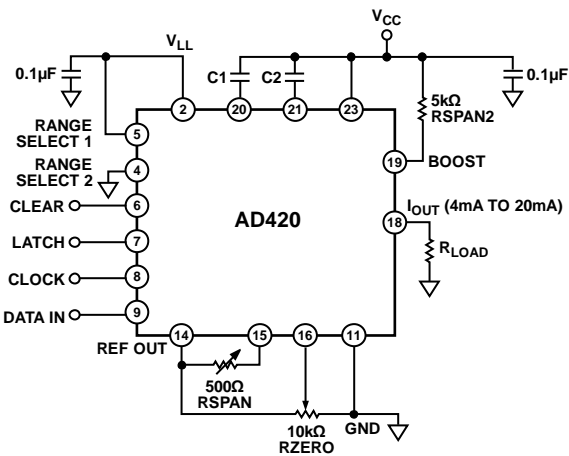 VCC
VLL
0.1µF
C1
C2
0.1µF
5kΩ
RSPAN2
2
20
21
23
RANGE
SELECT 1
5
19
BOOST
RANGE
SELECT 2
4
IOUT (4mA TO 20mA)
CLEAR
6
AD420
18
LATCH
7
RLOAD
CLOCK
8
DATA IN
9
REF OUT
14
15
16
11
500Ω
RSPAN
10kΩ
RZERO
GND